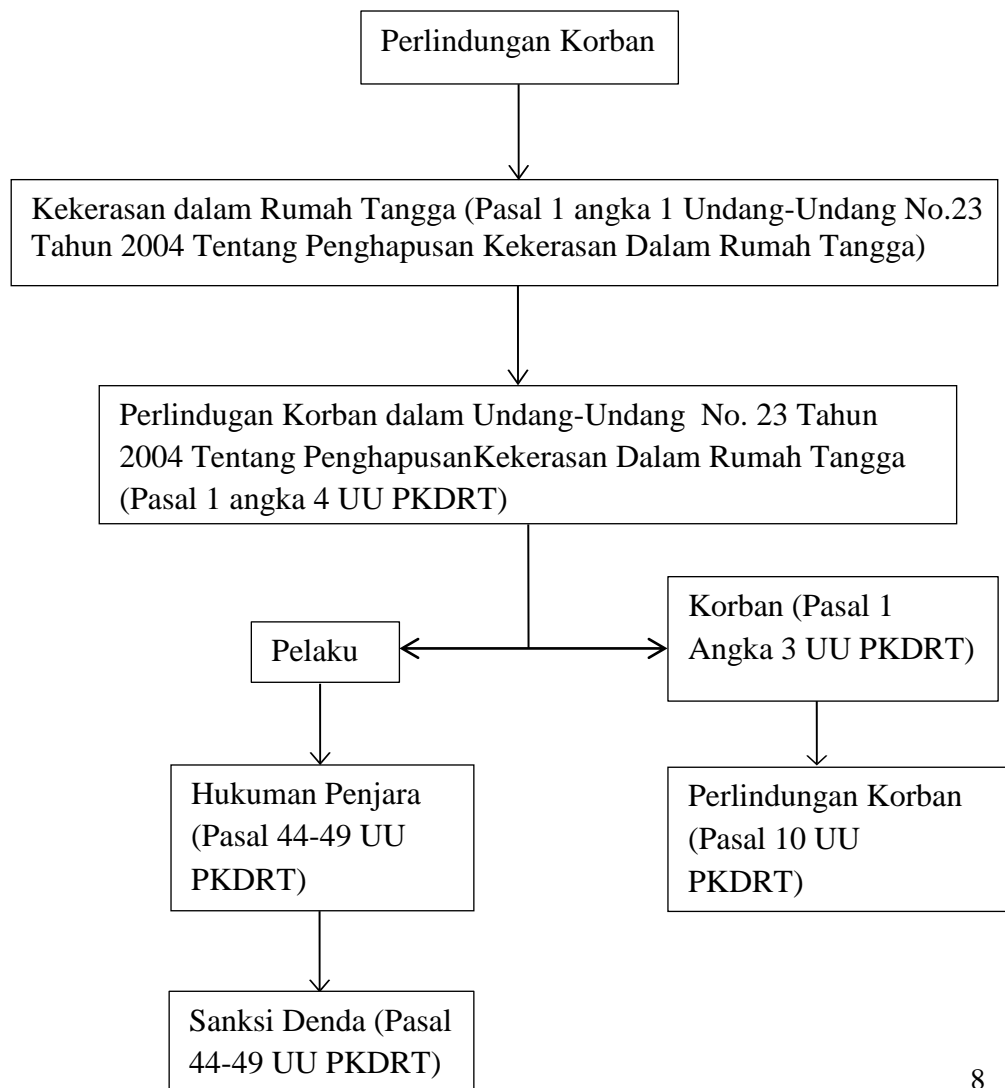 Perlindungan Korban
Kekerasan dalam Rumah Tangga (Pasal 1 angka 1 Undang-Undang No.23
Tahun 2004 Tentang Penghapusan Kekerasan Dalam Rumah Tangga)
Perlindugan Korban dalam Undang-Undang  No. 23 Tahun
2004 Tentang PenghapusanKekerasan Dalam Rumah Tangga
(Pasal 1 angka 4 UU PKDRT)
Pelaku
Korban (Pasal 1
Angka 3 UU PKDRT)
Hukuman Penjara
(Pasal 44-49 UU
PKDRT)
Perlindungan Korban
(Pasal 10 UU
PKDRT)
Sanksi Denda (Pasal
44-49 UU PKDRT)
8